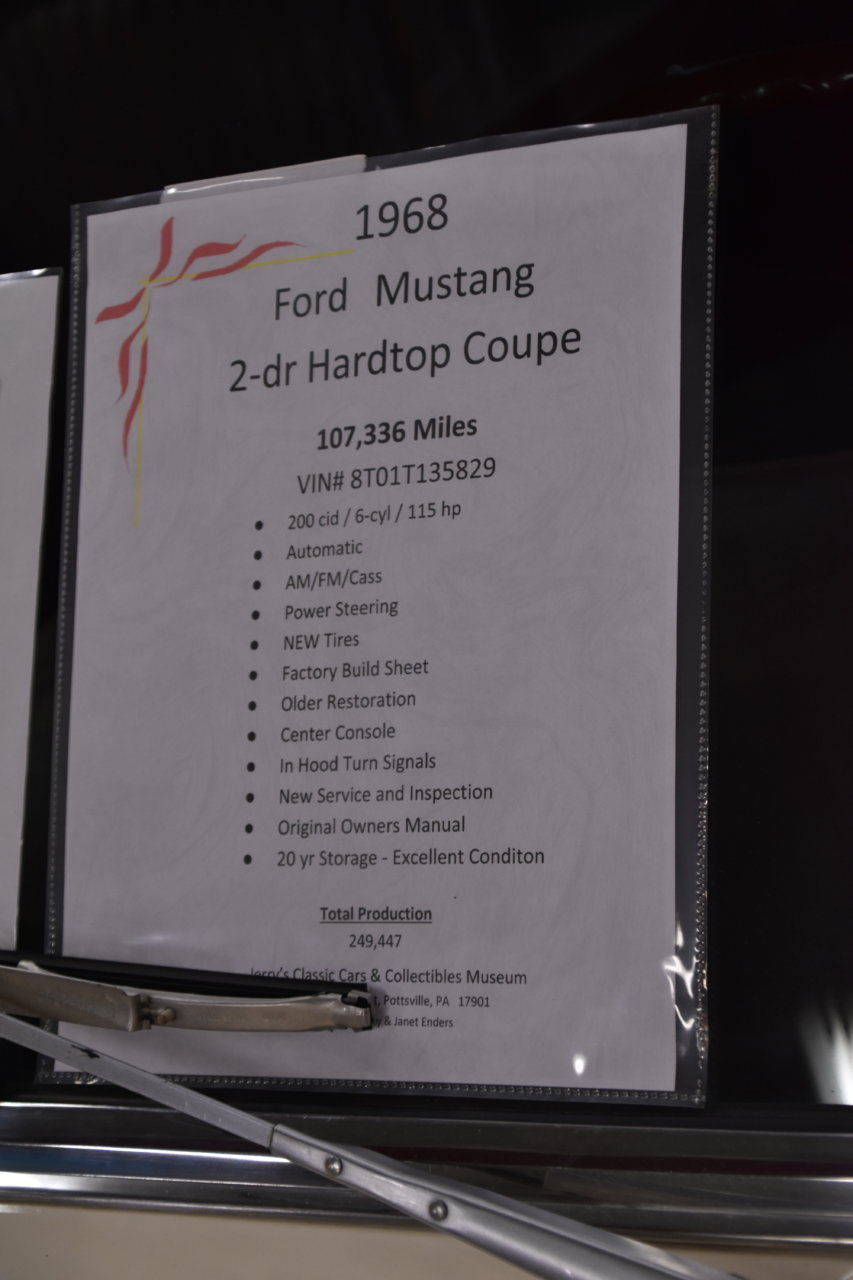 1968
Ford Mustang
2-dr Hardtop Coupe
107,336 Miles
VIN# 8T01T135829
• 200 cid / 6-cyl / 115 hp
• Automatic
• AM/FM/Cass
• Power Steering
• NEW Tires
• Factory Build Sheet
• Older Restoration
• Center Console
• In Hood Turn Signals
• New Service and Inspection
• Original Owners Manual
• 20 yr Storage - Excellent Conditon
Total Production
249,447
Jerry's Classic Cars & Collectibles Museum
Pottsville, PA 17901
& Janet Enders